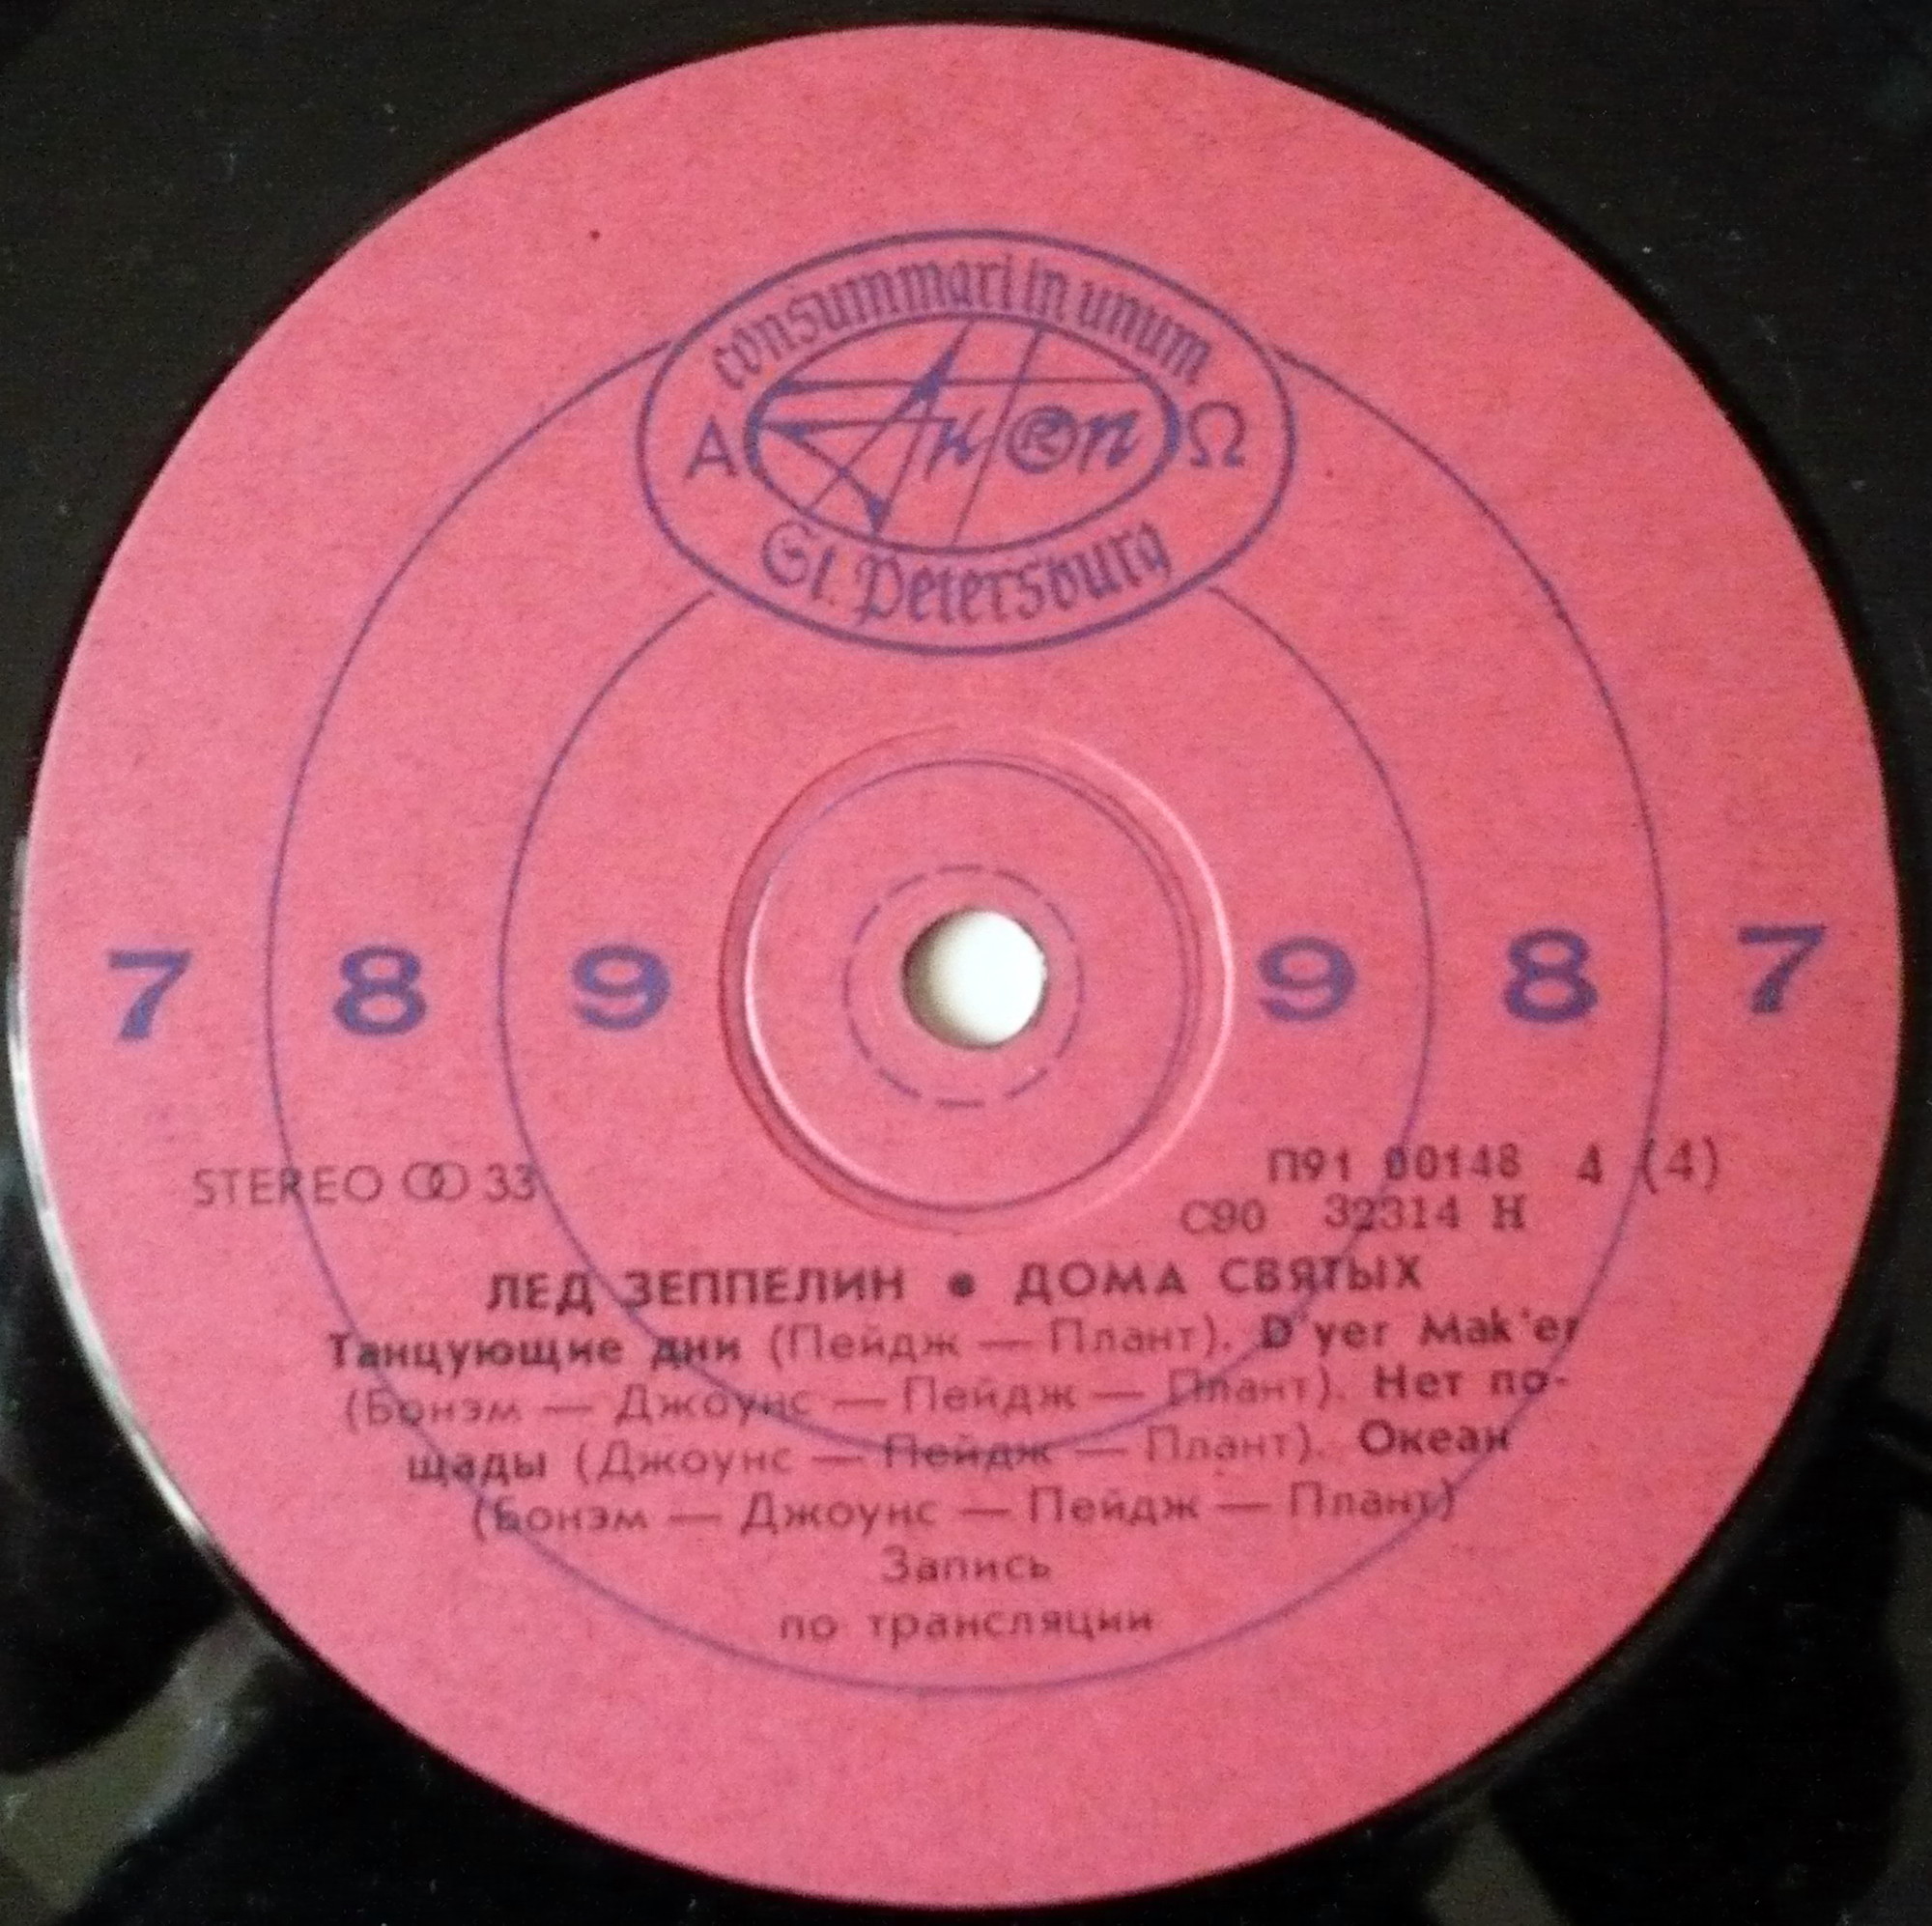 consummari in unum
Α АнТ®п Ω
St. Petersburg
7 8 9 9 8 7
STEREO 33
П91 00148 4 (4)
С90 32314 Н
ЛЕД ЗЕППЕЛИН • ДОМА СВЯТЫХ
Танцующие дни (Пейдж — Плант). D'yer Mak'er
(Бонэм — Джоунс — Пейдж — Плант). Нет по-
щады (Джоунс — Пейдж — Плант). Океан
(Бонэм — Джоунс — Пейдж — Плант)
Запись
по трансляции